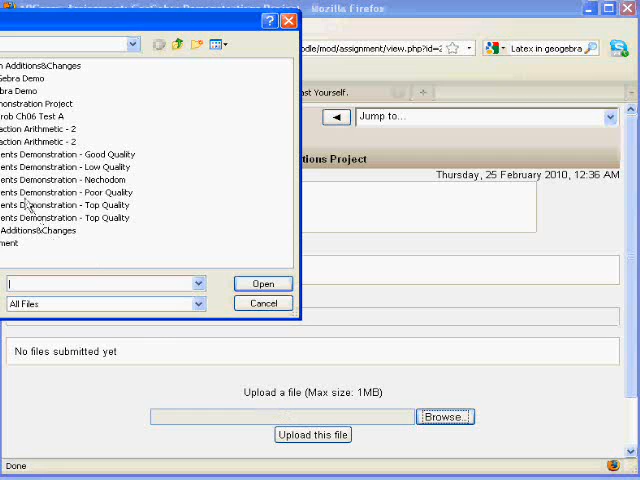 Mozilla Firefox
odle/mod/assignment/view.php?id=2
Latex in geogebra
n Additions&Changes
Gebra Demo
bra Demo
monstration Project
rob Ch06 Test A
action Arithmetic - 2
action Arithmetic - 2
ents Demonstration - Good Quality
ents Demonstration - Low Quality
ents Demonstration - Nechodom
ents Demonstration - Poor Quality
ents Demonstration - Top Quality
ents Demonstration - Top Quality
Additions&Changes
ment
Open
All Files
Cancel
ast Yourself.
Jump to...
tions Project
Thursday, 25 February 2010, 12:36 AM
No files submitted yet
Upload a file (Max size: 1MB)
Browse...
Upload this file
Done